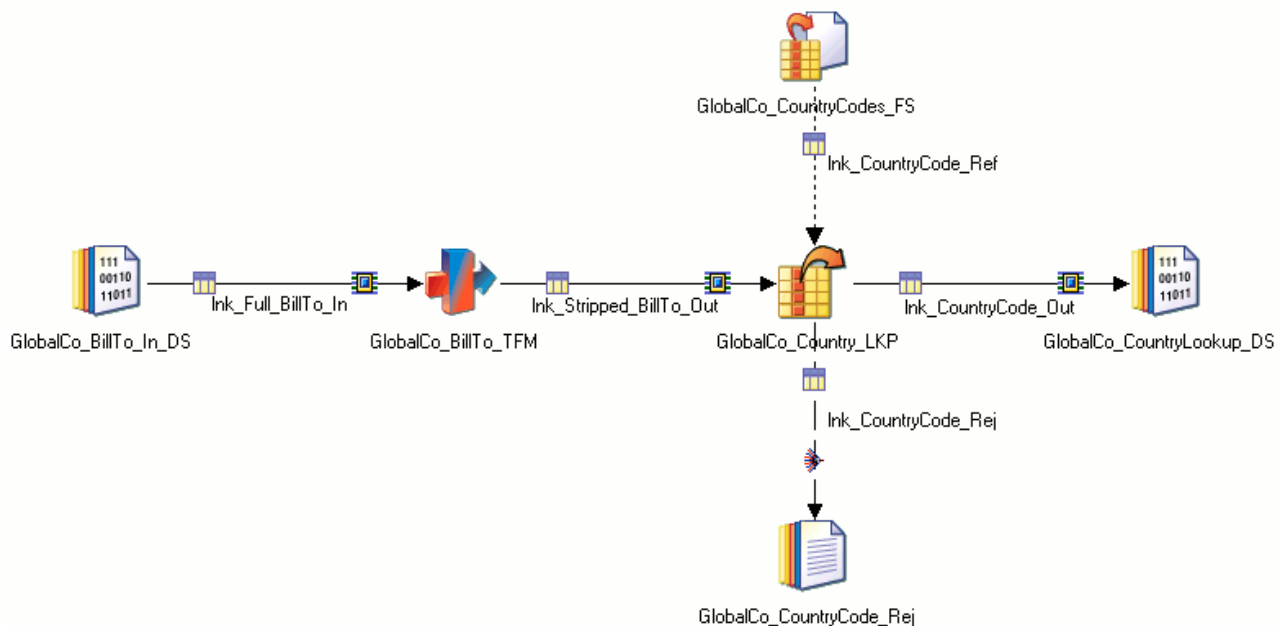 GlobalCo_CountryCodes_FS
lnk_CountryCode_Ref
111
00110
11011
lnk_Full_BillTo_In
lnk_Stripped_BillTo_Out
lnk_CountryCode_Out
111
00110
11011
GlobalCo_BillTo_In_DS
GlobalCo_BillTo_TFM
GlobalCo_Country_LKP
GlobalCo_CountryLookup_DS
lnk_CountryCode_Rej
GlobalCo_CountryCode_Rej